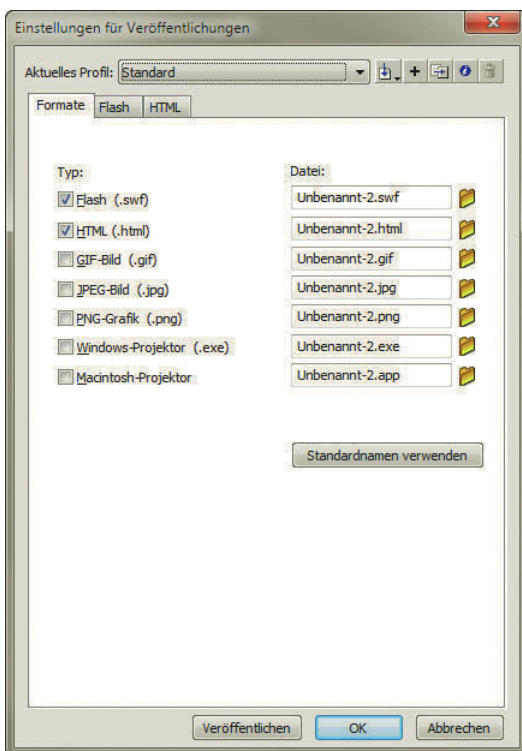 Einstellungen für Veröffentlichungen
Aktuelles Profil: Standard
Formate Flash HTML
Typ: Datei:
Flash (.swf) Unbenannt-2.swf
HTML (.html) Unbenannt-2.html
GIF-Bild (.gif) Unbenannt-2.gif
JPEG-Bild (.jpg) Unbenannt-2.jpg
PNG-Grafik (.png) Unbenannt-2.png
Windows-Projektor (.exe) Unbenannt-2.exe
Macintosh-Projektor Unbenannt-2.app
Standardnamen verwenden
Veröffentlichen OK Abbrechen